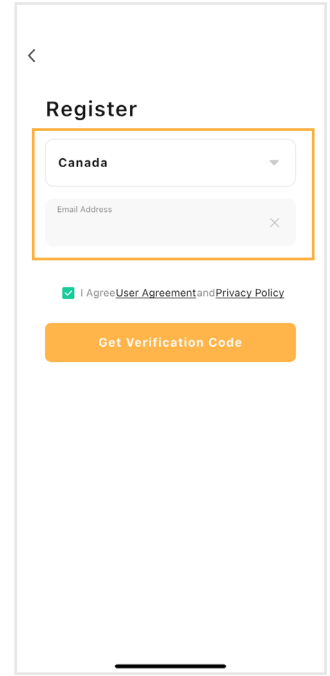 Register
Canada
Email Address
I AgreeUser AgreementandPrivacy Policy
Get Verification Code